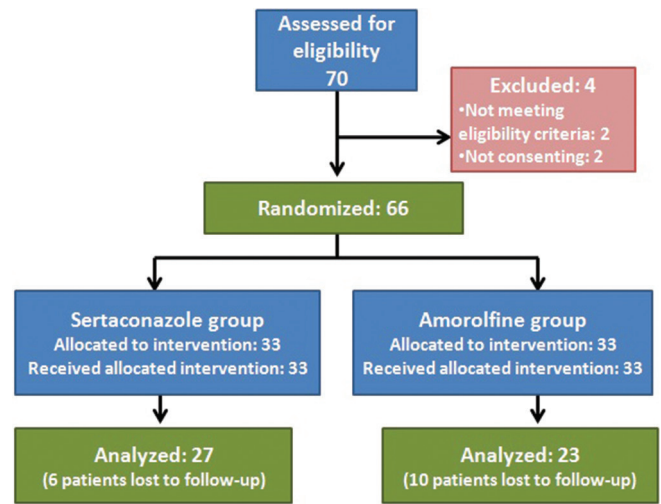 Assessed for
eligibility
70
Excluded: 4
•Not meeting
eligibility criteria: 2
•Not consenting: 2
Randomized: 66
Sertaconazole group
Allocated to intervention: 33
Received allocated intervention: 33
Amorolfine group
Allocated to intervention: 33
Received allocated intervention: 33
Analyzed: 27
(6 patients lost to follow-up)
Analyzed: 23
(10 patients lost to follow-up)